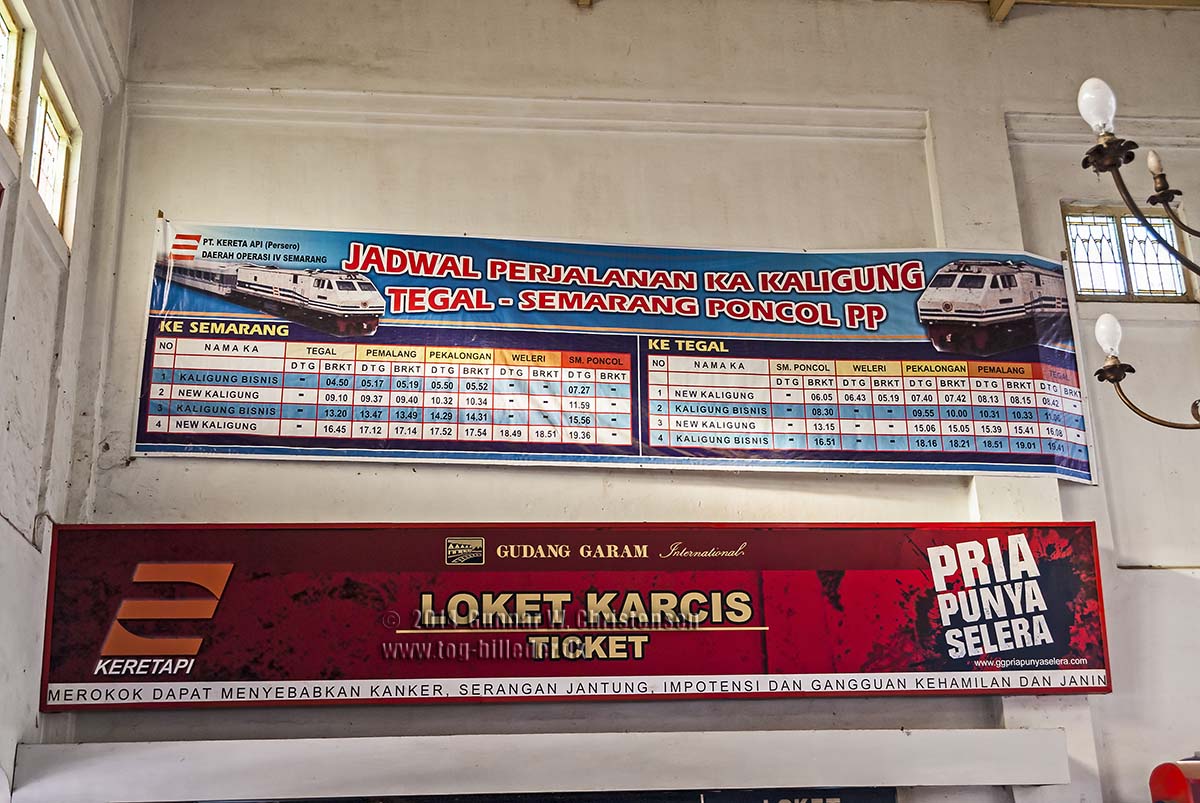 PT. KERETA API (Persero)
DAERAH OPERASI IV SEMARANG
JADWAL PERJALANAN KA KALIGUNG
TEGAL - SEMARANG PONCOL PP
KE SEMARANG
NO NAMA KA TEGAL PEMALANG PEKALONGAN WELERI SM. PONCOL
DTG BRKT DTG BRKT DTG BRKT DTG BRKT DTG BRKT
1 KALIGUNG BISNIS - 04.50 05.17 05.19 05.50 05.52 - - 07.27 -
2 NEW KALIGUNG - 09.10 09.37 09.40 10.32 10.34 - - 11.59 -
3 KALIGUNG BISNIS - 13.20 13.47 13.49 14.29 14.31 - - 15.56 -
4 NEW KALIGUNG - 16.45 17.12 17.14 17.52 17.54 18.49 18.51 19.36 -
KE TEGAL
NO NAMA KA SM. PONCOL WELERI PEKALONGAN PEMALANG TEGAL
DTG BRKT DTG BRKT DTG BRKT DTG BRKT DTG BRKT
1 NEW KALIGUNG - 06.05 06.43 05.19 07.40 07.42 08.13 08.15 08.42 -
2 KALIGUNG BISNIS - 08.30 - - 09.55 10.00 10.31 10.33 11.06 -
3 NEW KALIGUNG - 13.15 - - 15.06 15.05 15.39 15.41 16.08 -
4 KALIGUNG BISNIS - 16.51 - - 18.16 18.21 18.51 19.01 19.41 -
GUDANG GARAM International
LOKET KARCIS
TICKET
KERETAPI
PRIA
PUNYA
SELERA
www.ggpriapunyaselera.com
MEROKOK DAPAT MENYEBABKAN KANKER, SERANGAN JANTUNG, IMPOTENSI DAN GANGGUAN KEHAMILAN DAN JANIN
LOKET